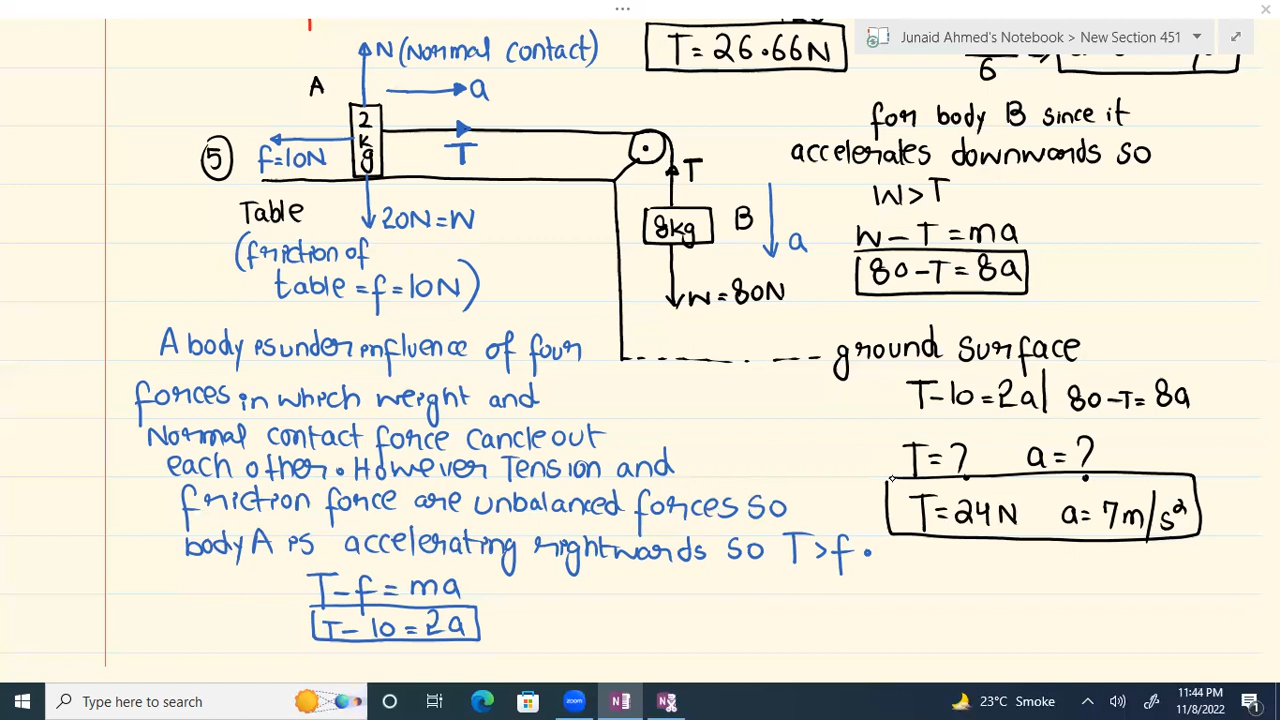 Junaid Ahmed's Notebook > New Section 451
T = 26.66N
6
N (Normal contact)
A
a
2
k
g
f=10N
T
5
20N=W
Table
(friction of
table = f = 10N)
T
8kg
B
a
W = 80N
for body B since it
accelerates downwards so
W>T
W - T = ma
80 - T = 8a
ground surface
A body is under influence of four
forces in which weight and
Normal contact force cancle out
each other. However Tension and
friction force are unbalanced forces so
body A is accelerating rightwards so T>f.
T - f = ma
T - 10 = 2a
T-10 = 2a | 80-T = 8a
T = ? a = ?
T = 24N a = 7m/s²
Type here to search
23°C Smoke
11:44 PM
11/8/2022